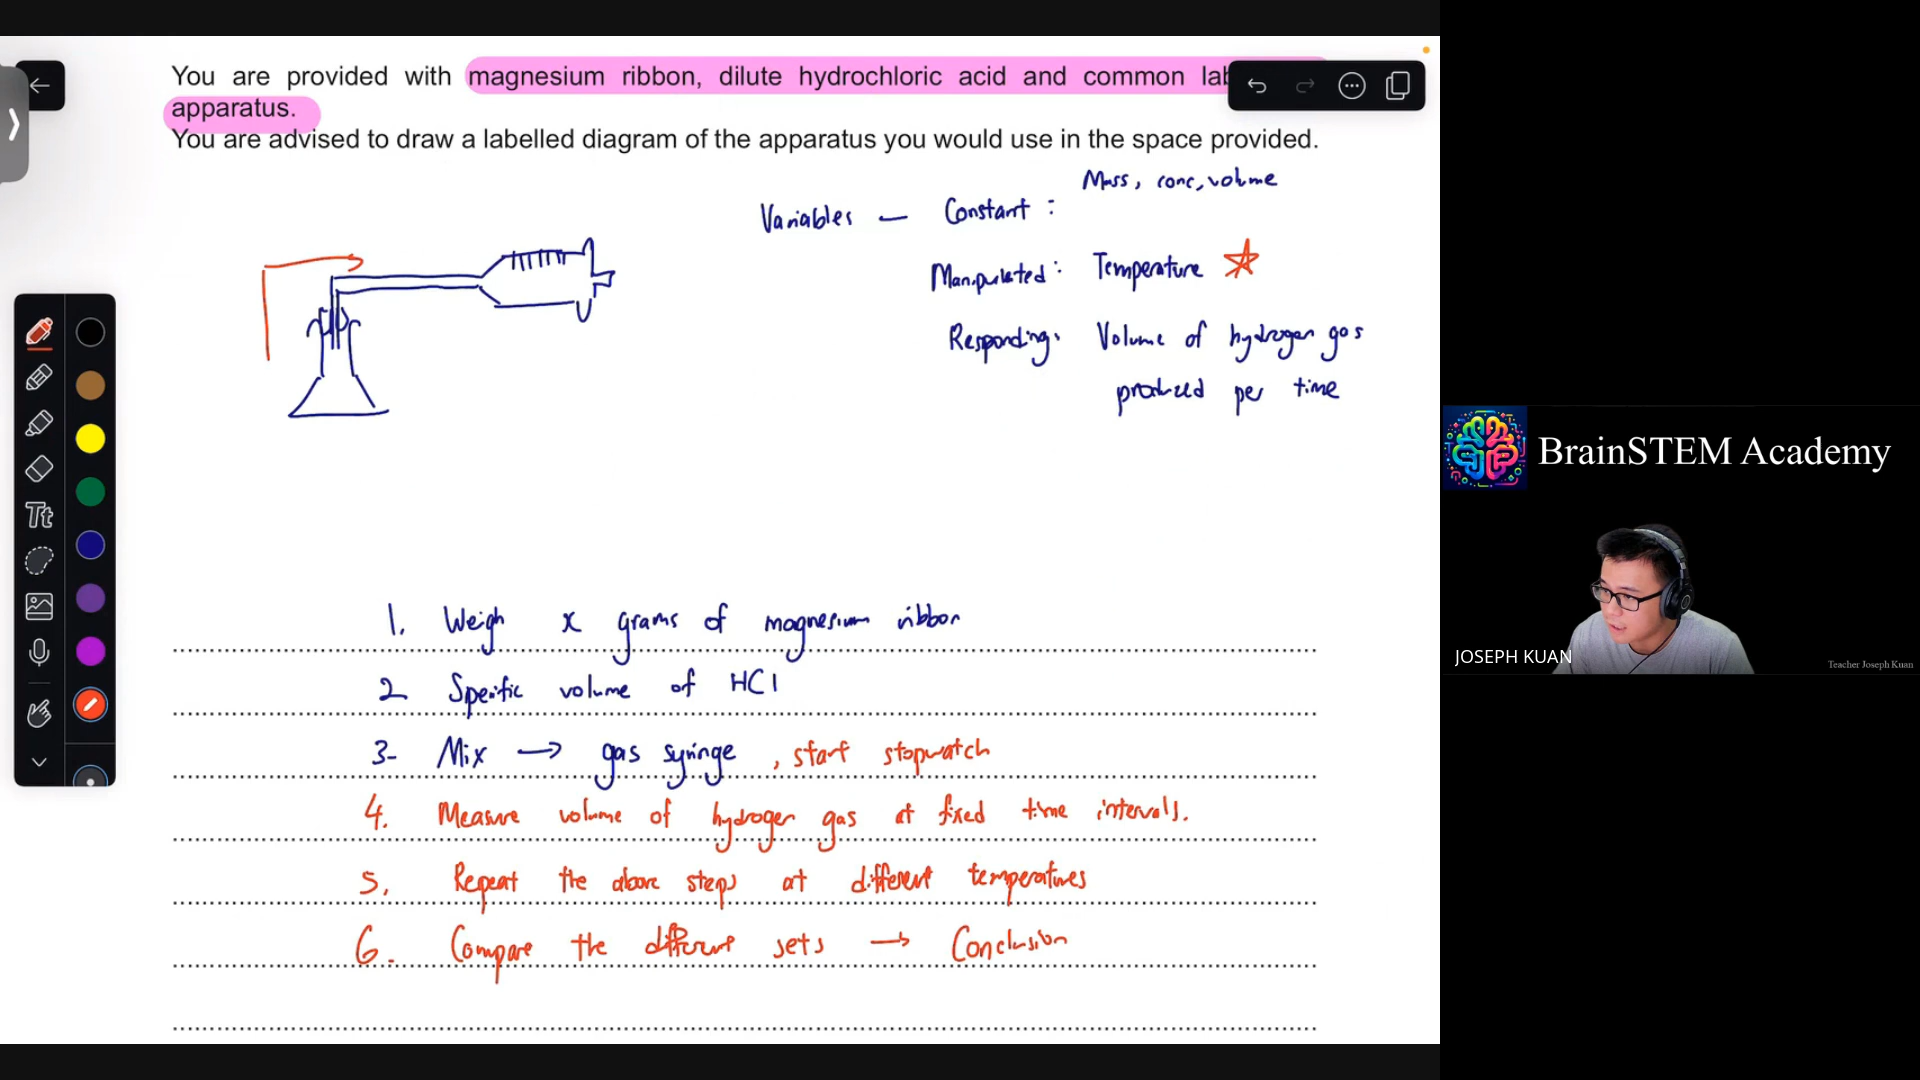 You are provided with magnesium ribbon, dilute hydrochloric acid and common lab
apparatus.
You are advised to draw a labelled diagram of the apparatus you would use in the space provided.
Mass, conc, volume
Variables — Constant :
Manipulated : Temperature
Responding : Volume of hydrogen gas
produced per time
1. Weigh x grams of magnesium ribbon
2 Specific volume of HCl
3- Mix → gas syringe , start stopwatch
4. Measure volume of hydrogen gas at fixed time intervals.
5. Repeat the above steps at different temperatures
6. Compare the different sets → Conclusion
Tt
BrainSTEM Academy
JOSEPH KUAN
Teacher Joseph Kuan